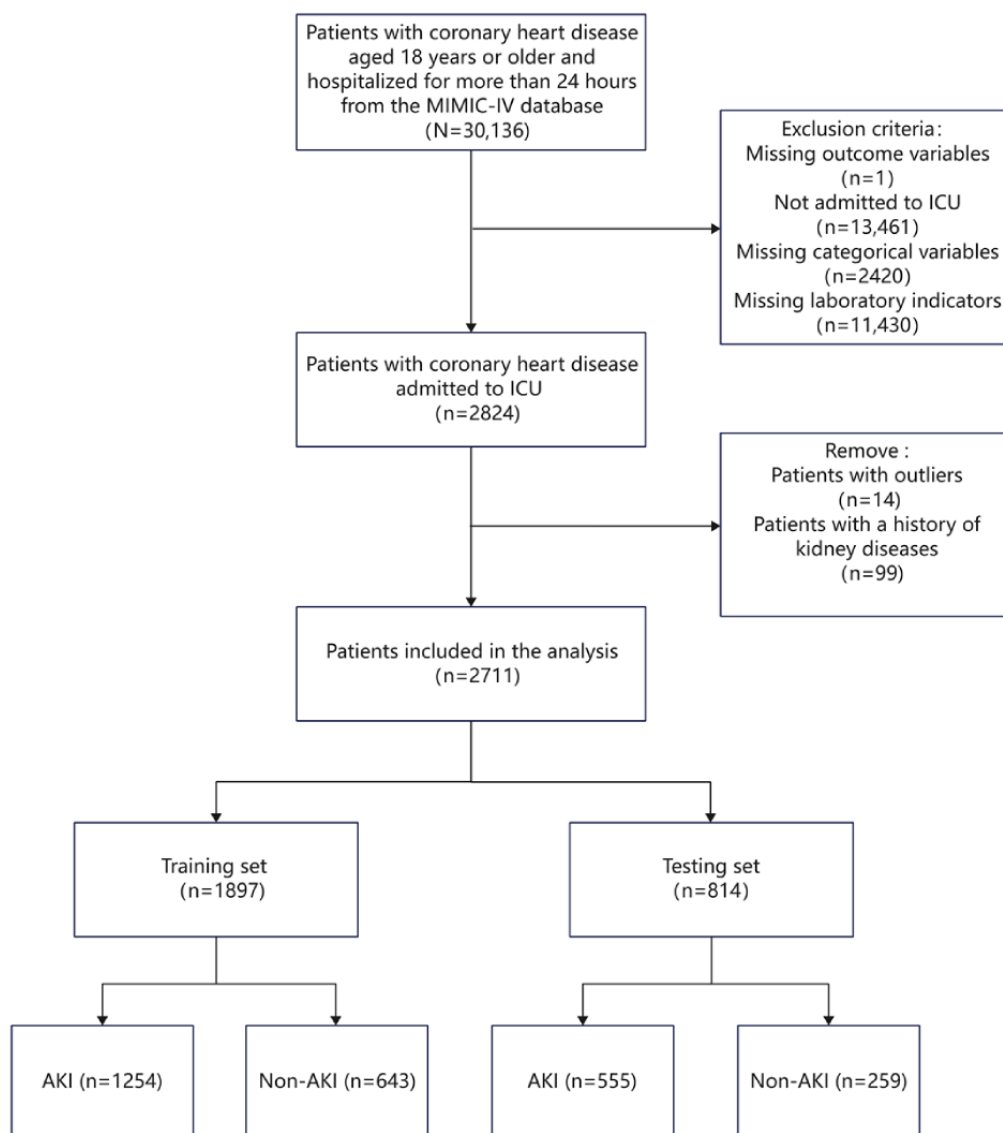 Patients with coronary heart disease
aged 18 years or older and
hospitalized for more than 24 hours
from the MIMIC-IV database
(N=30,136)
Exclusion criteria:
Missing outcome variables
(n=1)
Not admitted to ICU
(n=13,461)
Missing categorical variables
(n=2420)
Missing laboratory indicators
(n=11,430)
Patients with coronary heart disease
admitted to ICU
(n=2824)
Remove :
Patients with outliers
(n=14)
Patients with a history of
kidney diseases
(n=99)
Patients included in the analysis
(n=2711)
Training set
(n=1897)
Testing set
(n=814)
AKI (n=1254)
Non-AKI (n=643)
AKI (n=555)
Non-AKI (n=259)